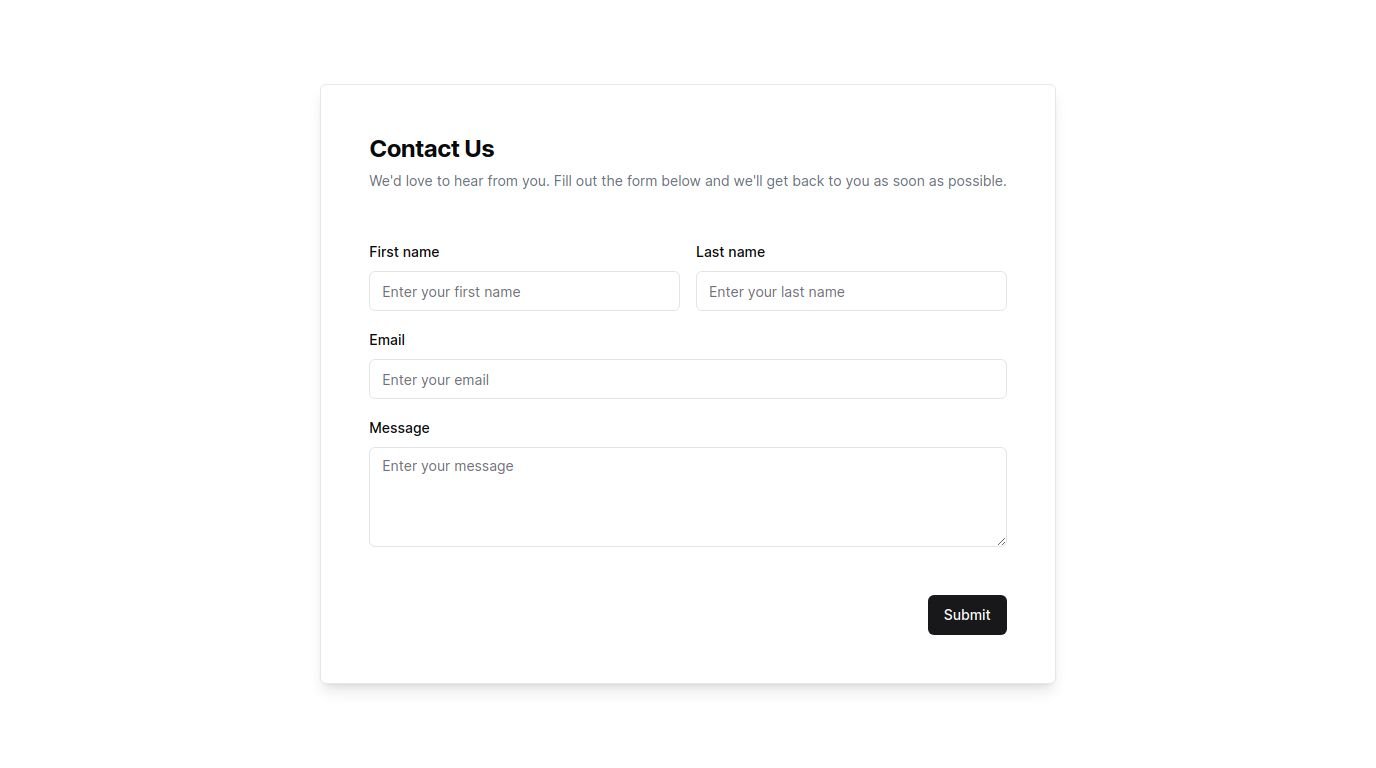 Contact Us
We'd love to hear from you. Fill out the form below and we'll get back to you as soon as possible.
First name
Last name
Enter your first name
Enter your last name
Email
Enter your email
Message
Enter your message
Submit